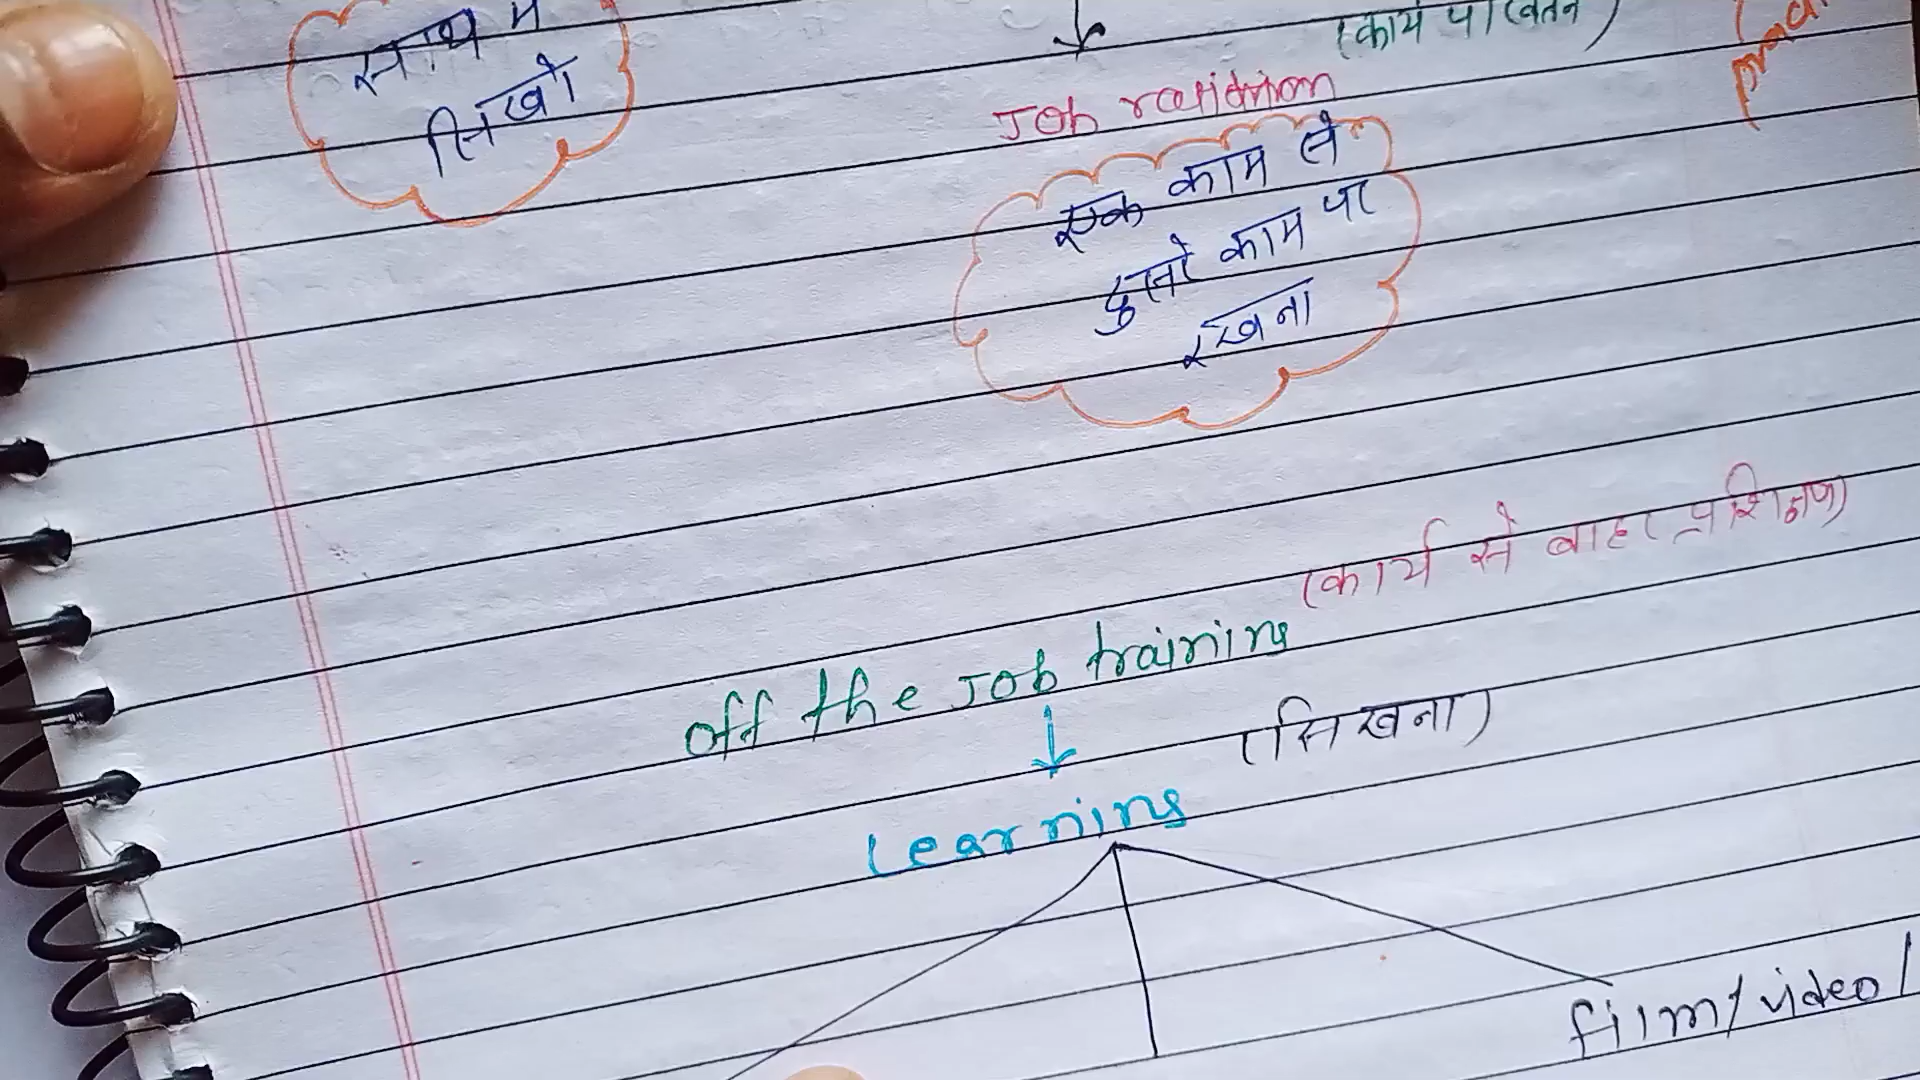 साथ में
सिखो
(कार्य परिवर्तन)
Job
एक काम से
दुसरे काम पर
रखना
(कार्य से बाहर प्रशिक्षण)
off the Job training
(सिखना)
Learning
film/video/